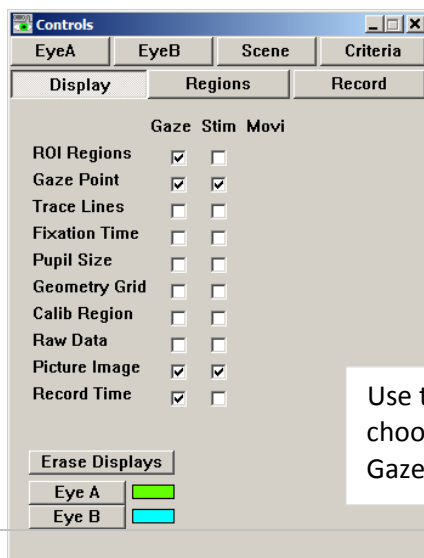 Controls
EyeA EyeB Scene Criteria
Display Regions Record
Gaze Stim Movi
ROI Regions
Gaze Point
Trace Lines
Fixation Time
Pupil Size
Geometry Grid
Calib Region
Raw Data
Picture Image
Record Time
Use
choo
Gaze
Erase Displays
Eye A
Eye B